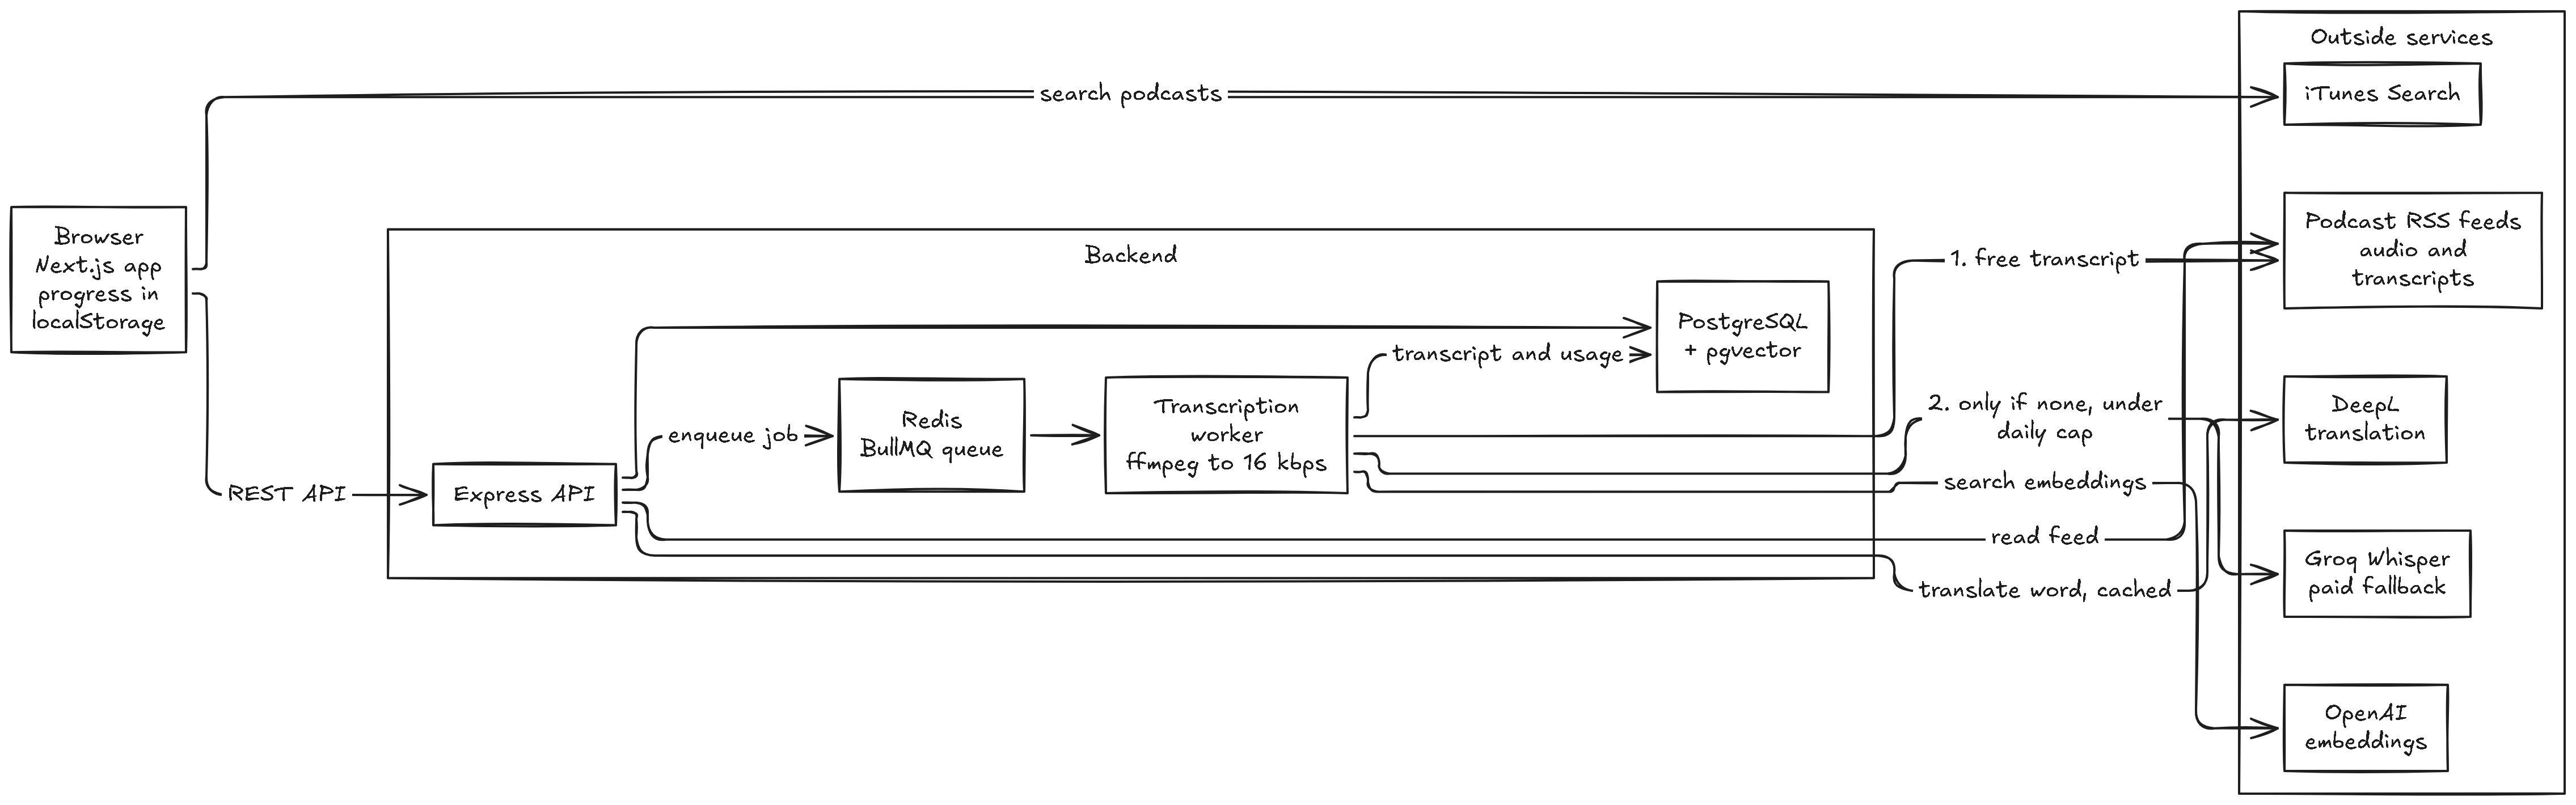 Outside services
search podcasts
iTunes Search
Browser
Next.js app
progress in
localStorage
Backend
1. free transcript
Podcast RSS feeds
audio and
transcripts
PostgreSQL
+ pgvector
transcript and usage
enqueue job
Redis
BullMQ queue
Transcription
worker
ffmpeg to 16 kbps
2. only if none, under
daily cap
DeepL
translation
REST API
Express API
search embeddings
read feed
translate word, cached
Groq Whisper
paid fallback
OpenAI
embeddings